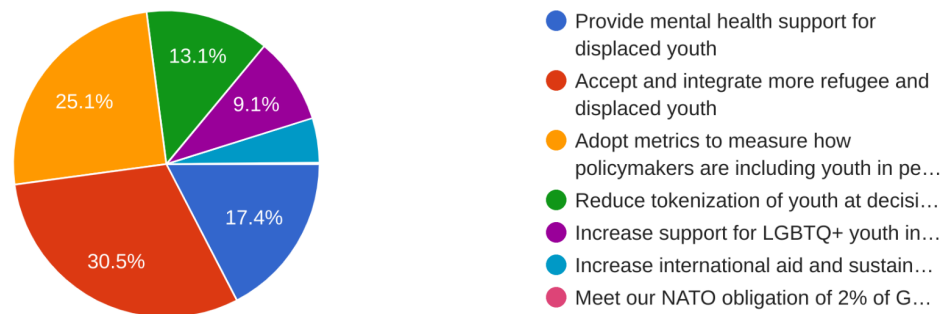 13.1%
25.1%
9.1%
17.4%
30.5%
Provide mental health support for
displaced youth
Accept and integrate more refugee and
displaced youth
Adopt metrics to measure how
policymakers are including youth in pe…
Reduce tokenization of youth at decisi…
Increase support for LGBTQ+ youth in…
Increase international aid and sustain…
Meet our NATO obligation of 2% of G…